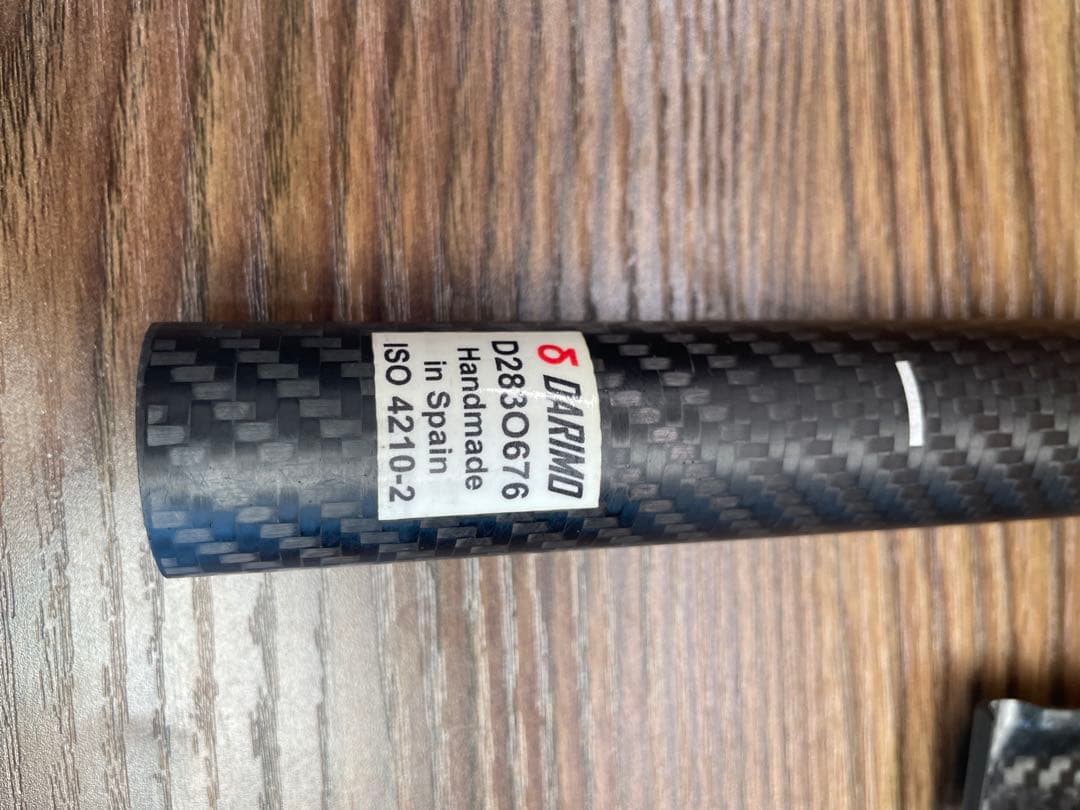 δ DARIMO
D283O676
Handmade
in Spain
ISO 4210-2